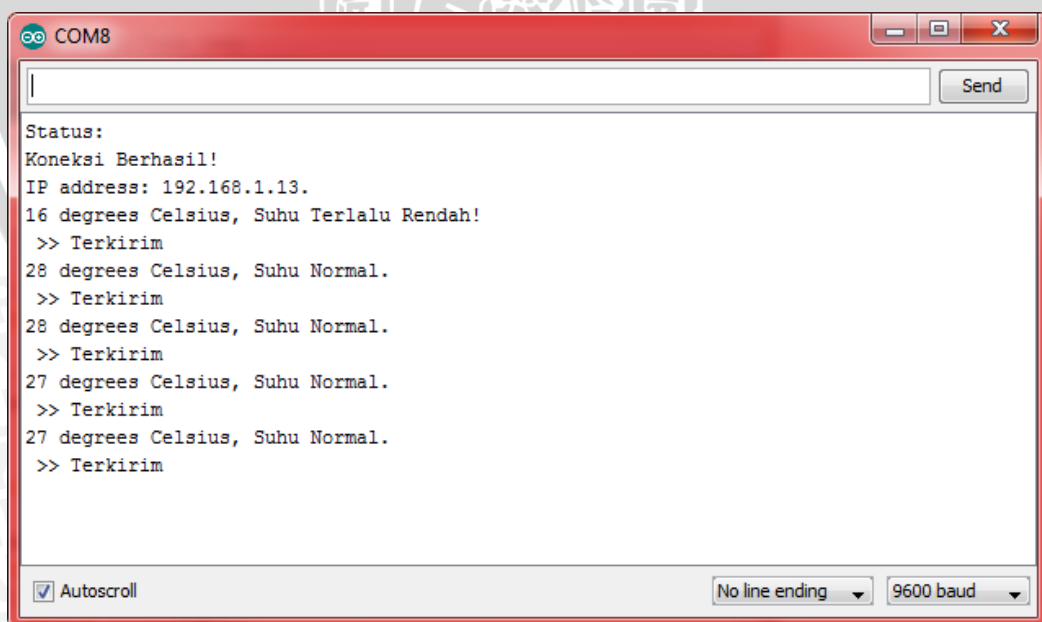 COM8
Send
Status:
Koneksi Berhasil!
IP address: 192.168.1.13.
16 degrees Celsius, Suhu Terlalu Rendah!
>> Terkirim
28 degrees Celsius, Suhu Normal.
>> Terkirim
28 degrees Celsius, Suhu Normal.
>> Terkirim
27 degrees Celsius, Suhu Normal.
>> Terkirim
27 degrees Celsius, Suhu Normal.
>> Terkirim
Autoscroll No line ending 9600 baud